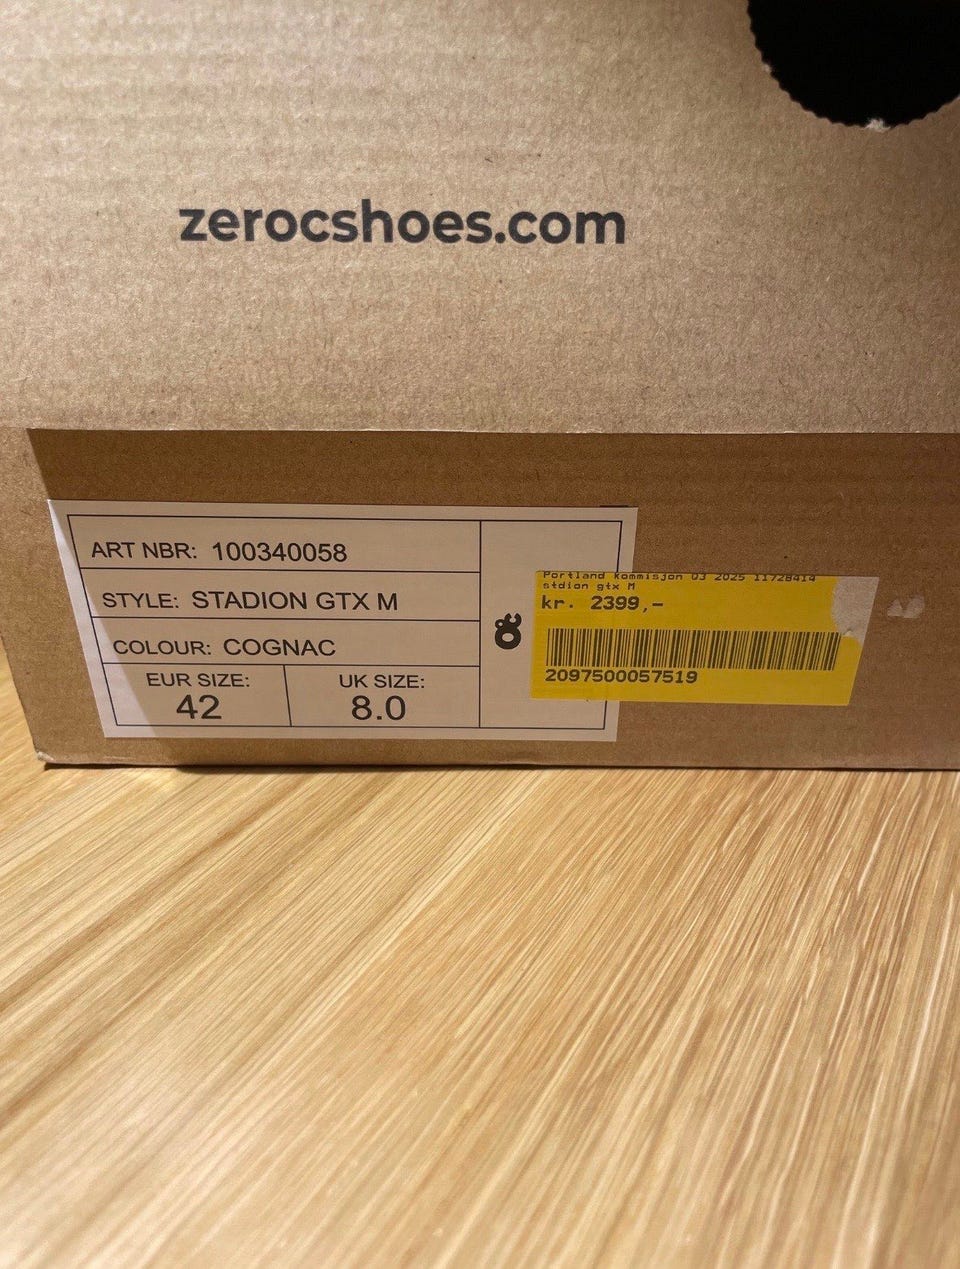 zerocshoes.com
ART NBR: 100340058
STYLE: STADION GTX M
COLOUR: COGNAC
EUR SIZE:
42
UK SIZE:
8.0
Portland kommisjon Q3 2025 11728414
stdion gtx M
kr. 2399,-
2097500057519